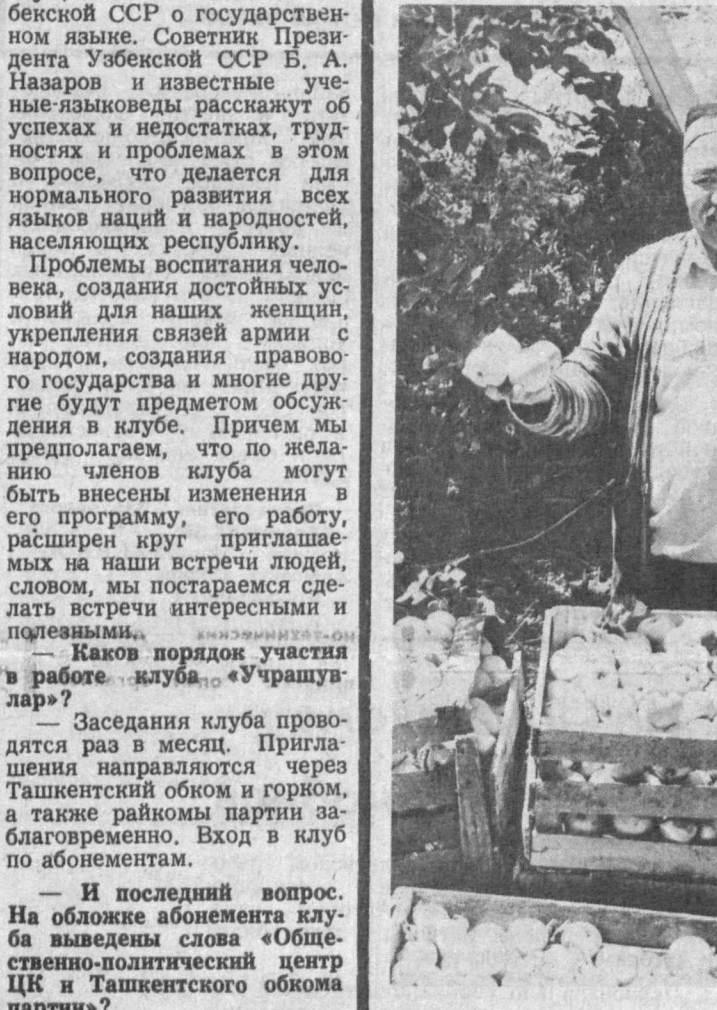 бекской ССР о государствен-
ном языке. Советник Прези-
дента Узбекской ССР Б. А.
Назаров и известные уче-
ные-языковеды расскажут об
успехах и недостатках, труд-
ностях и проблемах в этом
вопросе, что делается для
нормального развития всех
языков наций и народностей,
населяющих республику.
Проблемы воспитания чело-
века, создания достойных ус-
ловий для наших женщин,
укрепления связей армии с
народом, создания правово-
го государства и многие дру-
гие будут предметом обсуж-
дения в клубе. Причем мы
предполагаем, что по жела-
нию членов клуба могут
быть внесены изменения в
его программу, его работу,
расширен круг приглашае-
мых на наши встречи людей,
словом, мы постараемся сде-
лать встречи интересными и
полезными.
— Каков порядок участия
в работе клуба «Учрашув-
лар»?
— Заседания клуба прово-
дятся раз в месяц. Пригла-
шения направляются через
Ташкентский обком и горком,
а также райкомы партии за-
благовременно. Вход в клуб
по абонементам.
— И последний вопрос.
На обложке абонемента клу-
ба выведены слова «Обще-
ственно-политический центр
ЦК и Ташкентского обкома
партии»?